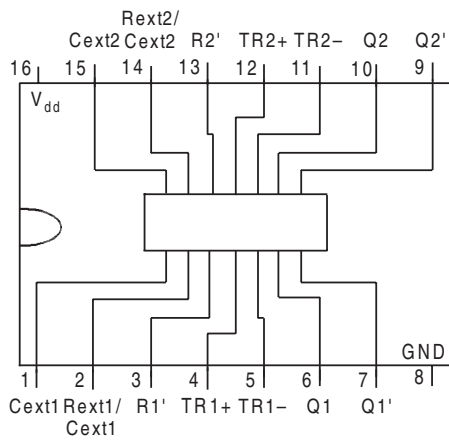 Rext2/
Cext2 Cext2 R2' TR2+ TR2– Q2 Q2'
16 15 14 13 12 11 10 9
Vdd
GND
1 2 3 4 5 6 7 8
Cext1 Rext1/ R1' TR1+ TR1– Q1 Q1'
Cext1